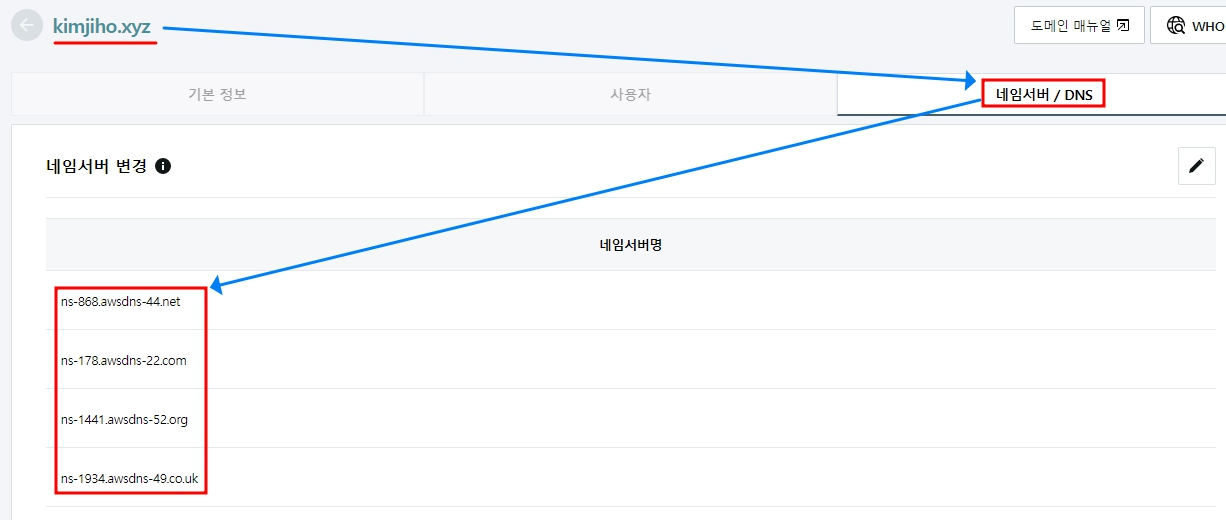 kimjiho.xyz
도메인 매뉴얼
WHO
기본 정보
사용자
네임서버 / DNS
네임서버 변경
네임서버명
ns-868.awsdns-44.net
ns-178.awsdns-22.com
ns-1441.awsdns-52.org
ns-1934.awsdns-49.co.uk